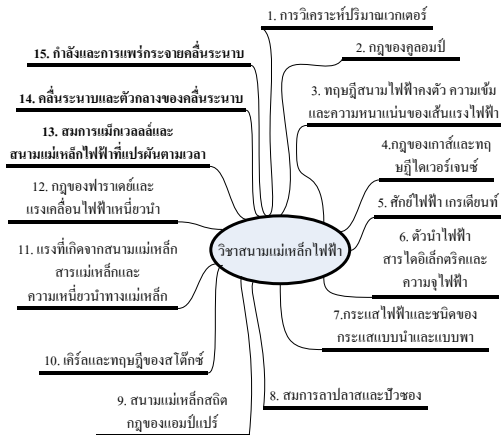 1. การวิเคราะห์ปริมาณเวกเตอร์
2. กฎของคูลอมป์
3. ทฤษฎีสนามไฟฟ้าคงตัว ความเข้ม
และความหนาแน่นของเส้นแรงไฟฟ้า
4.กฎของเกาส์และทฤ
ษฎีไดเวอร์เจนซ์
5. ศักย์ไฟฟ้า เกรเดียนท์
6. ตัวนำไฟฟ้า
สารไดอิเล็กตริคและ
ความจุไฟฟ้า
7.กระแสไฟฟ้าและชนิดของ
กระแสแบบนำและแบบพา
8. สมการลาปลาสและปัวซอง
9. สนามแม่เหล็กสถิต
กฎของแอมป์แปร์
10. เคิร์ลและทฤษฎีของสโต๊กซ์
11. แรงที่เกิดจากสนามแม่เหล็ก
สารแม่เหล็กและ
ความเหนี่ยวนำทางแม่เหล็ก
12. กฎของฟาราเดย์และ
แรงเคลื่อนไฟฟ้าเหนี่ยวนำ
13. สมการแม็กเวลลล์และ
สนามแม่เหล็กไฟฟ้าที่แปรผันตามเวลา
14. คลื่นระนาบและตัวกลางของคลื่นระนาบ
15. กำลังและการแพร่กระจายคลื่นระนาบ
วิชาสนามแม่เหล็กไฟฟ้า